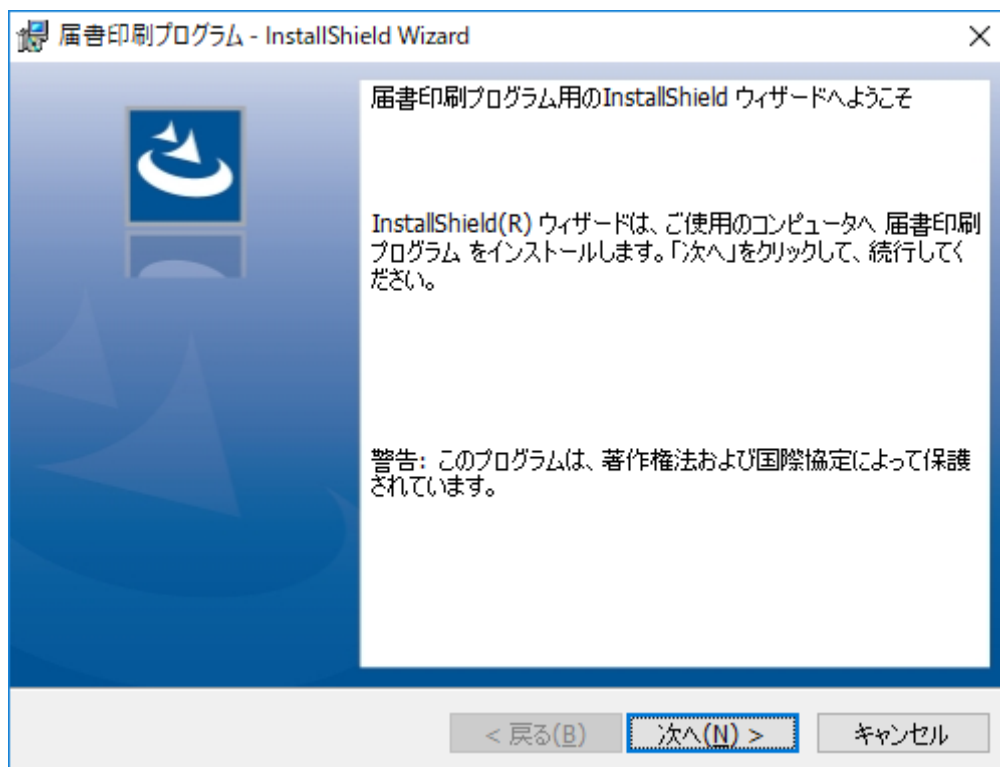 届書印刷プログラム - InstallShield Wizard
届書印刷プログラム用のInstallShield ウィザードへようこそ
InstallShield(R) ウィザードは、ご使用のコンピュータへ 届書印刷
プログラム をインストールします。「次へ」をクリックして、続行してく
ださい。
警告: このプログラムは、著作権法および国際協定によって保護
されています。
< 戻る(B)
次へ(N) >
キャンセル